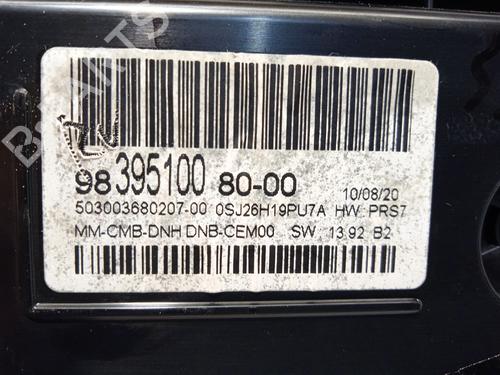 98 395100 80-00
10/08/20
503003680207-00 0SJ26H19PU7A HW PRS7
MM-CMB-DNH DNB-CEM00 SW 13.92 B2